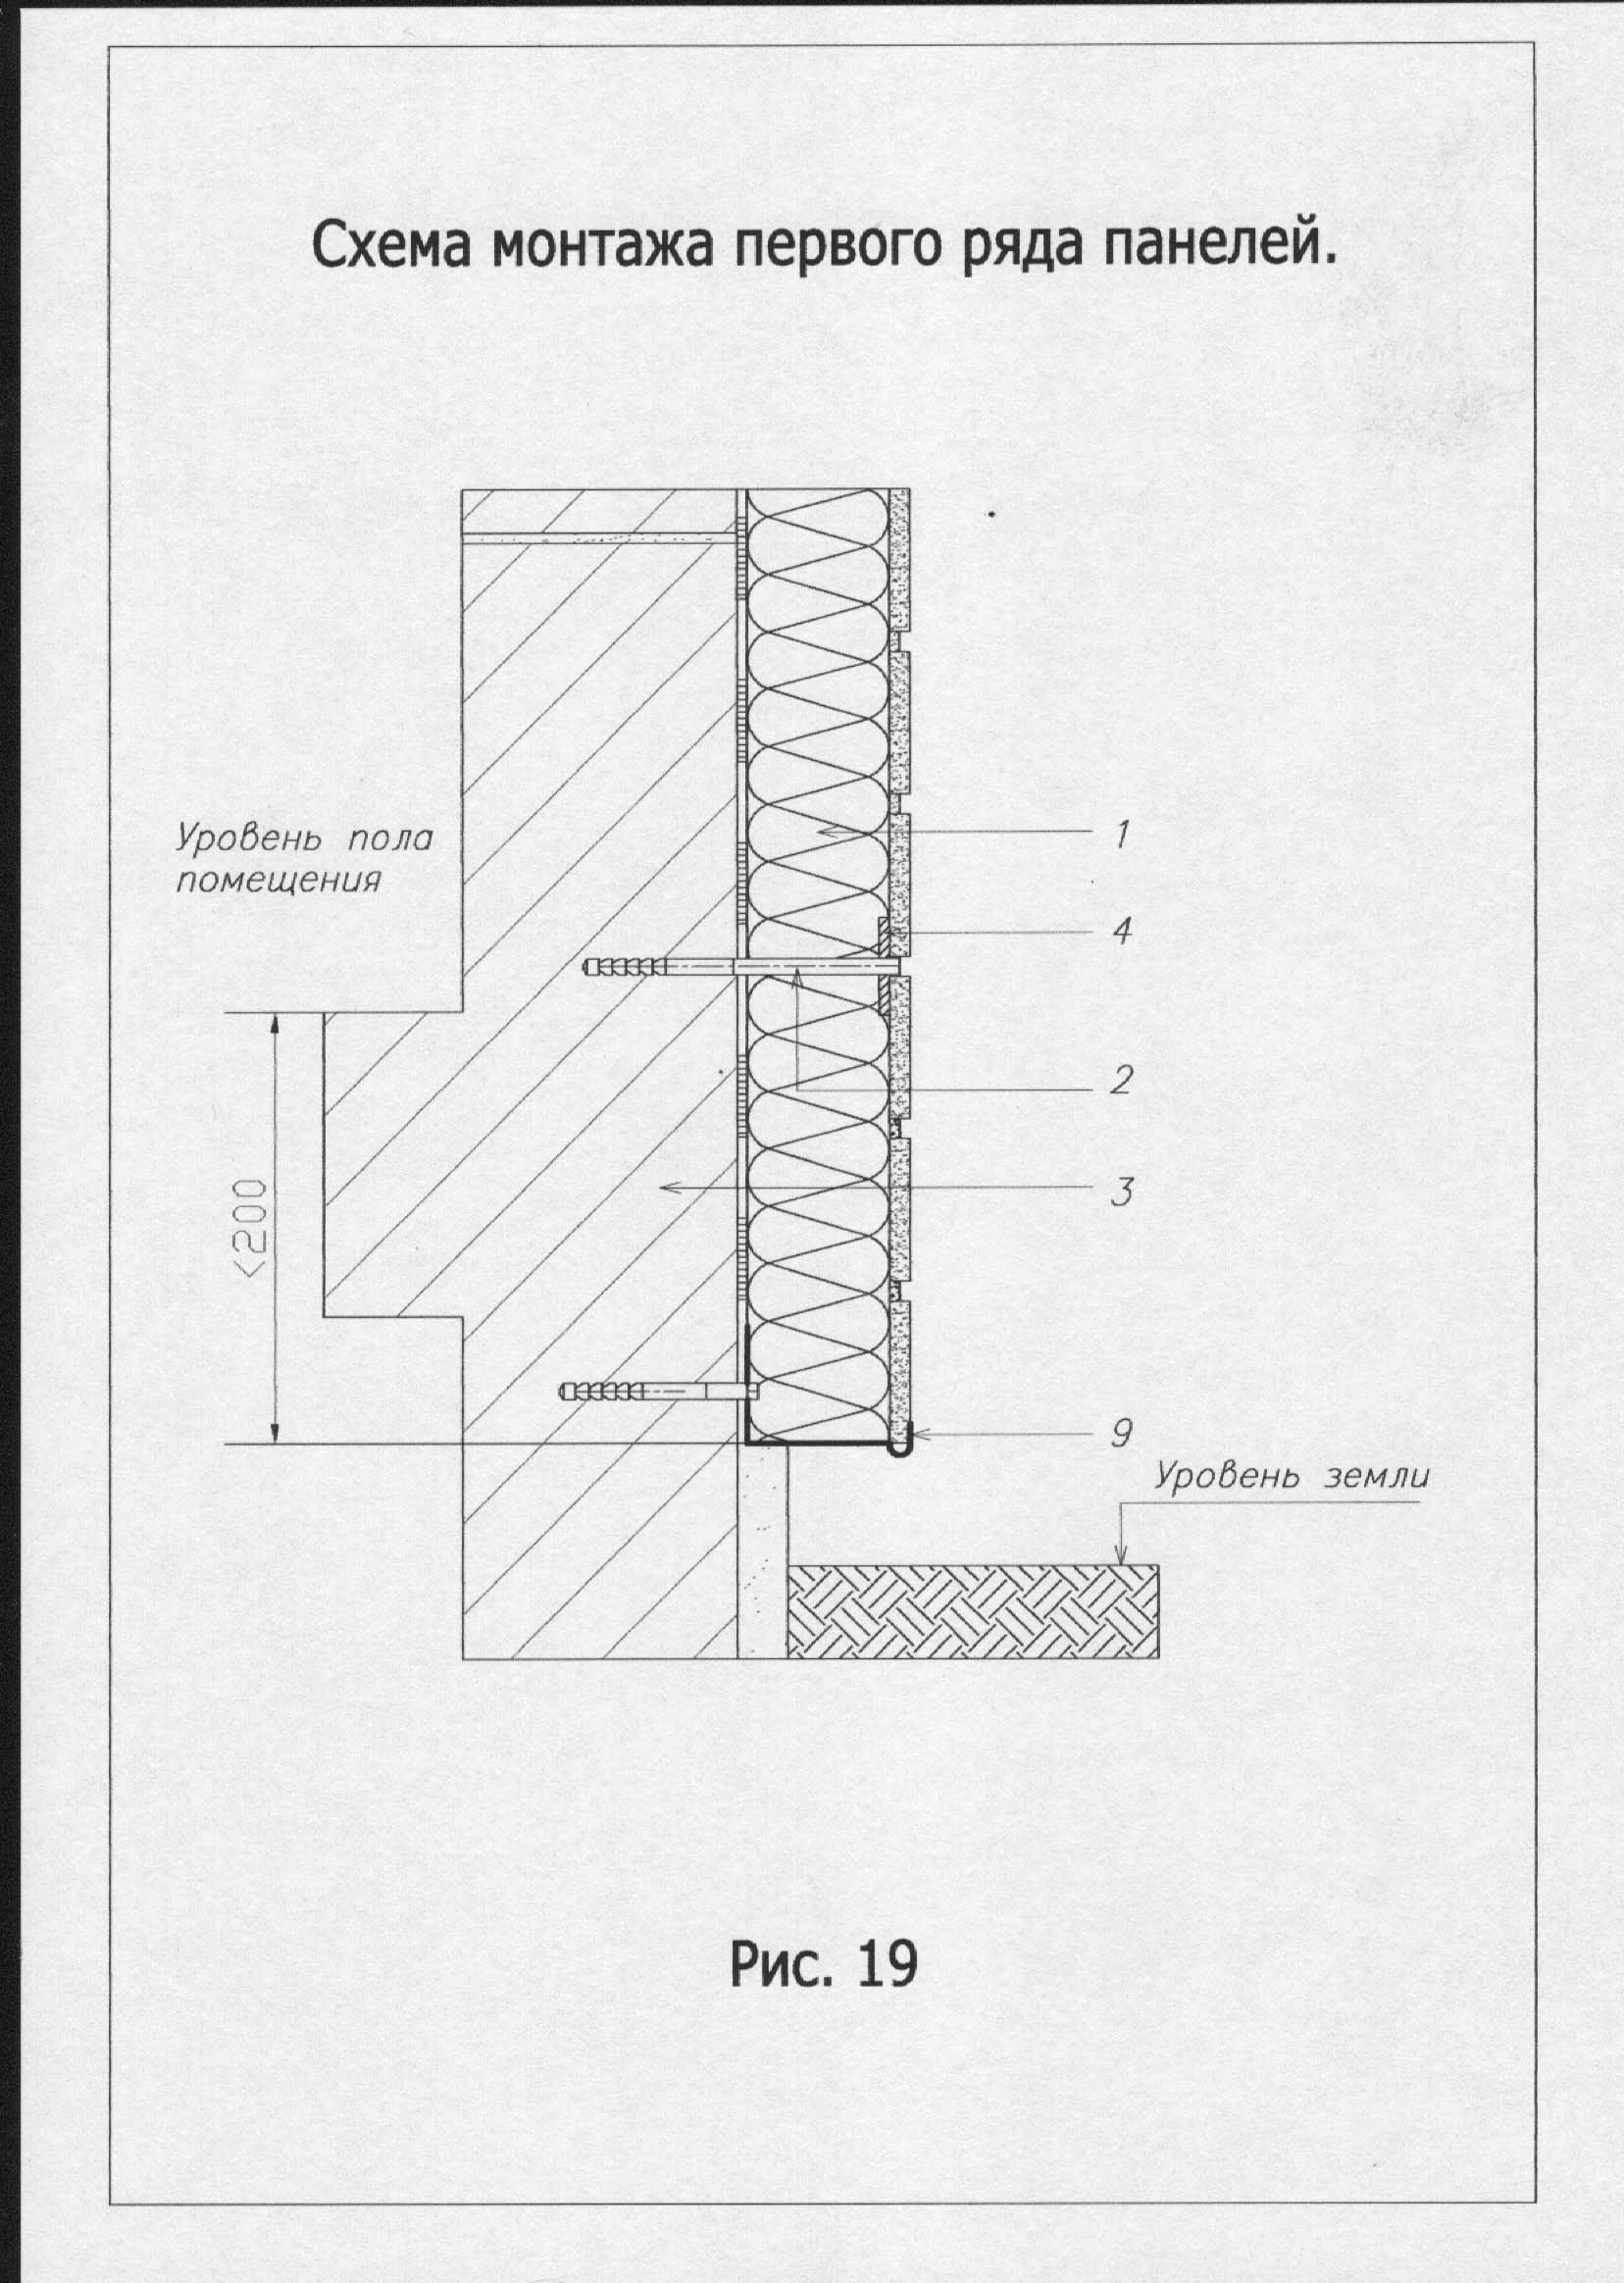 Схема монтажа первого ряда панелей.
Уровень пола
помещения
1
4
2
3
<200
9
Уровень земли
Рис. 19